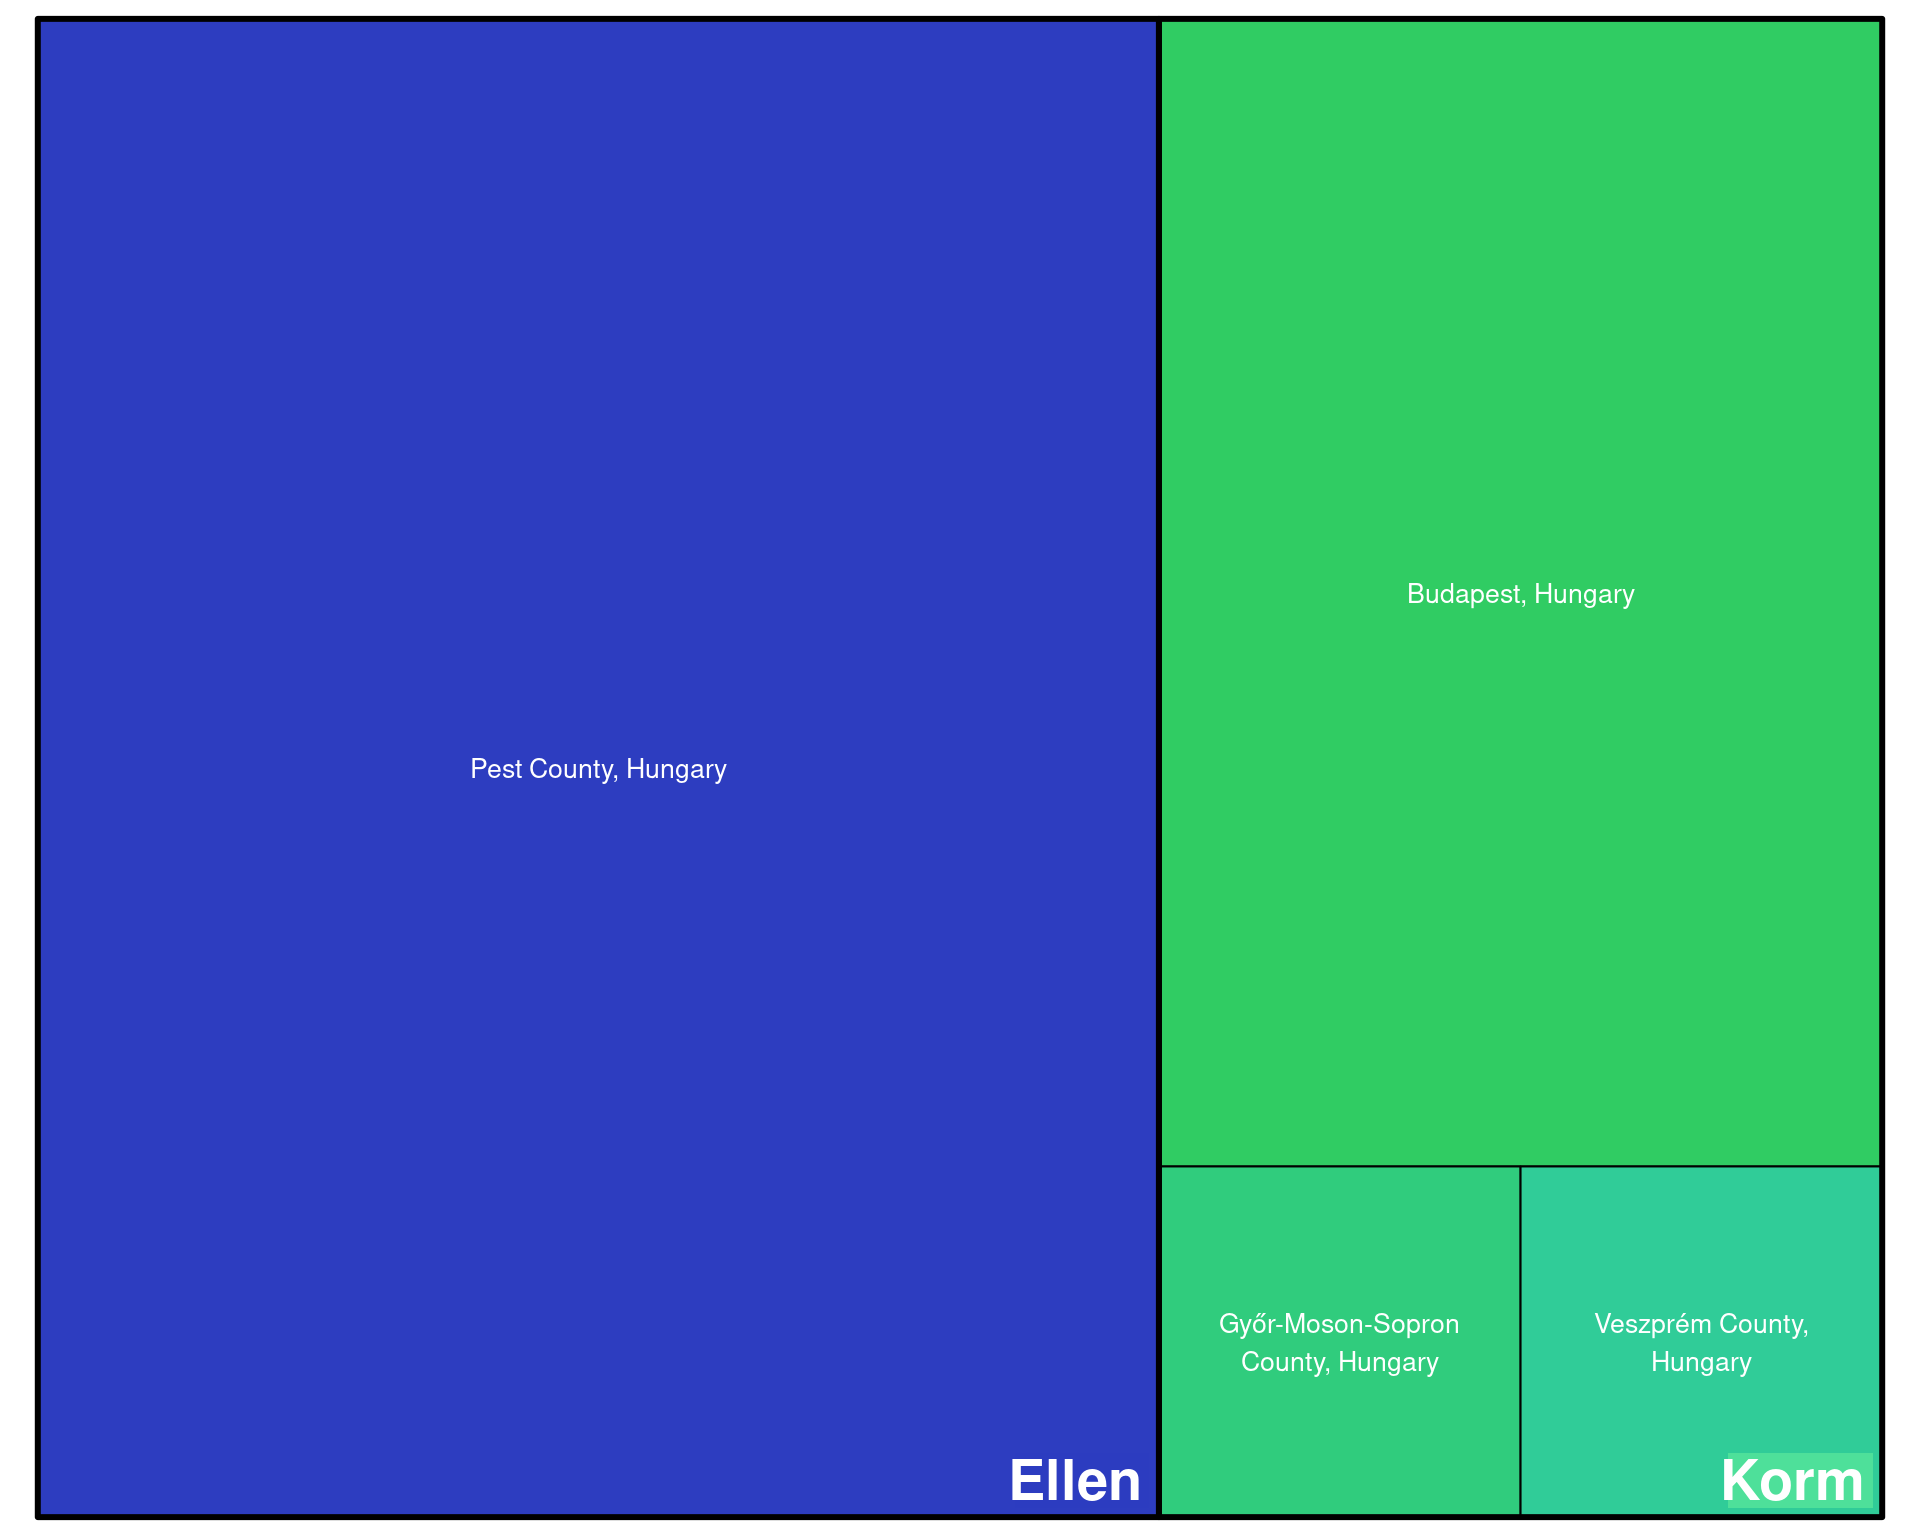 Budapest, Hungary
Pest County, Hungary
Győr-Moson-Sopron
County, Hungary
Veszprém County,
Hungary
Ellen
Korm